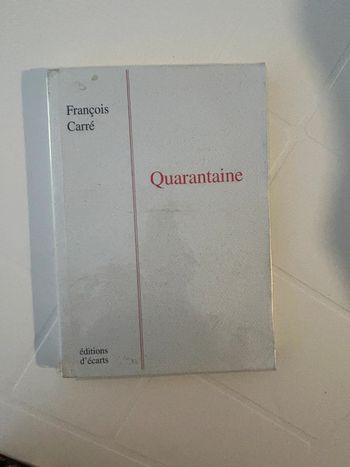 François
Carré
Quarantaine
éditions
d'écarts